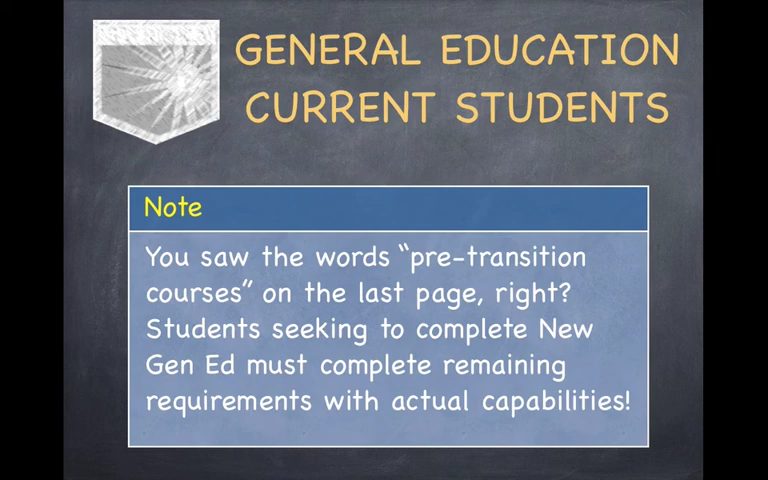 GENERAL EDUCATION
CURRENT STUDENTS
Note
You saw the words “pre-transition
courses” on the last page, right?
Students seeking to complete New
Gen Ed must complete remaining
requirements with actual capabilities!